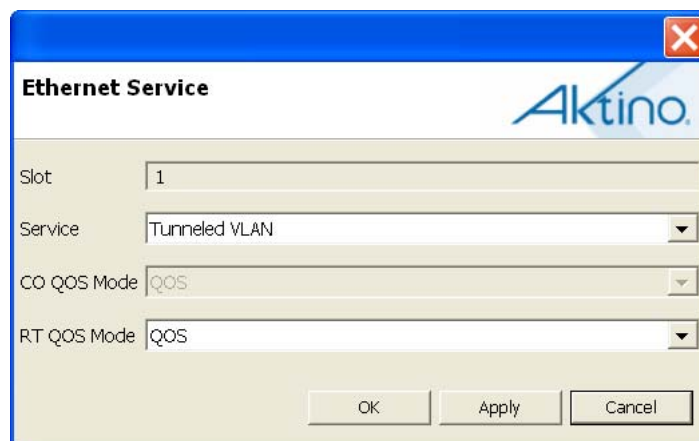 Ethernet Service
Aktino®
Slot 1
Service Tunneled VLAN
CO QOS Mode QOS
RT QOS Mode QOS
OK Apply Cancel